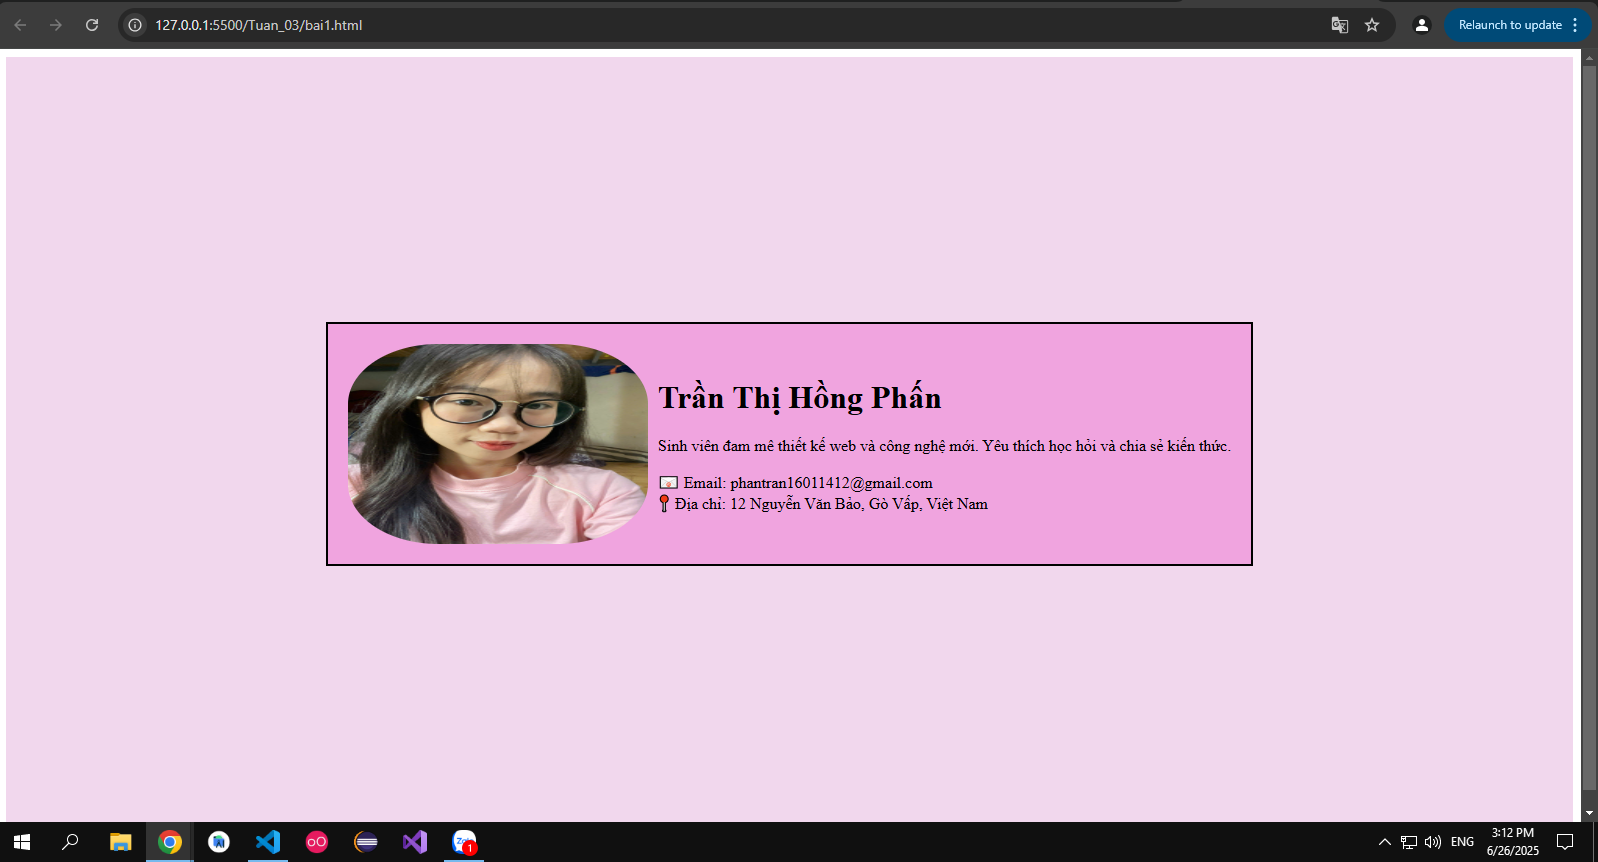 127.0.0.1:5500/Tuan_03/bai1.html
Relaunch to update
Trần Thị Hồng Phấn
Sinh viên đam mê thiết kế web và công nghệ mới. Yêu thích học hỏi và chia sẻ kiến thức.
📧 Email: phantran16011412@gmail.com
📍 Địa chỉ: 12 Nguyễn Văn Bảo, Gò Vấp, Việt Nam
Zalo
1
ENG
3:12 PM
6/26/2025